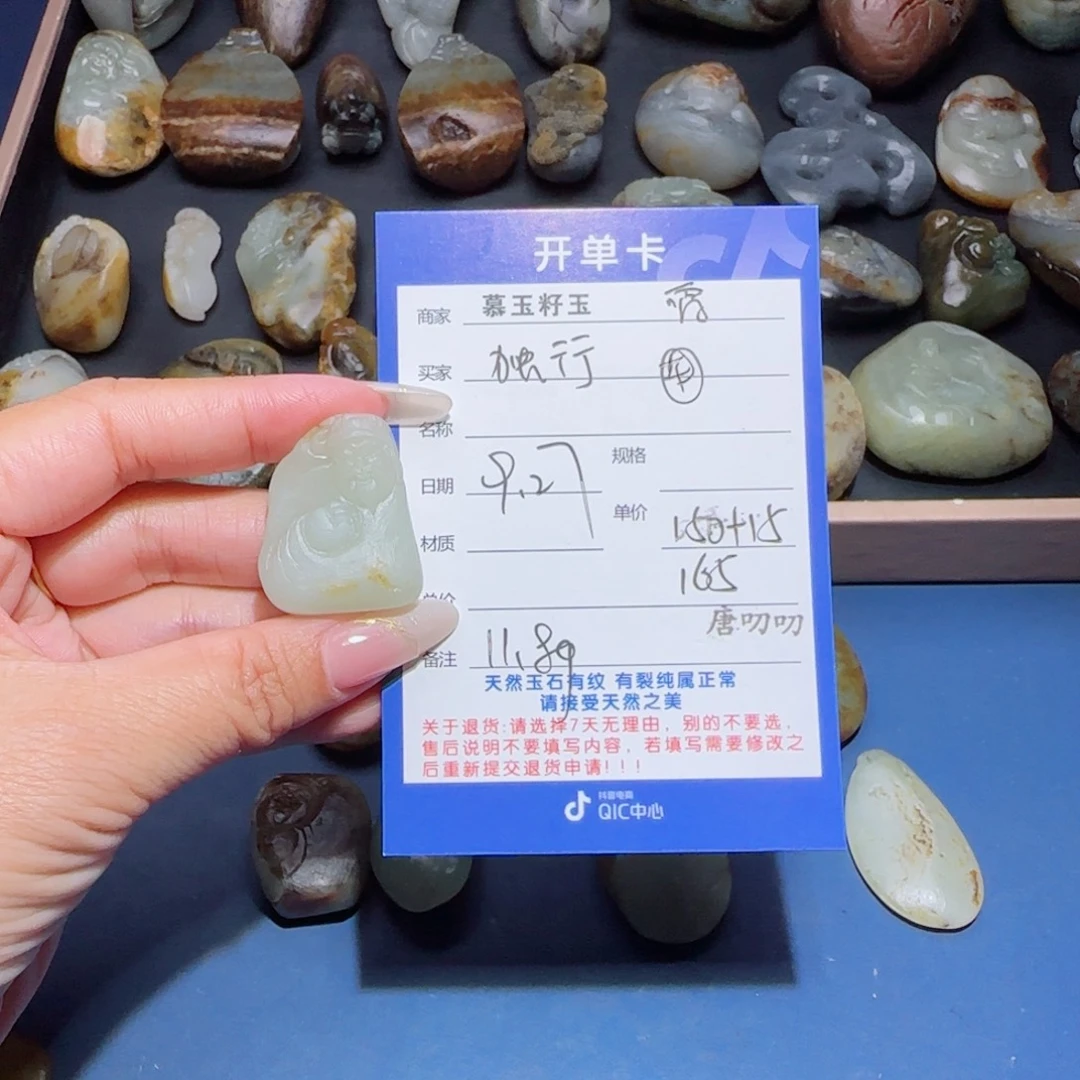 开单卡
商家 慕玉籽玉
买家 独行
名称
日期 9.27 规格
材质 单价 150+15
165
总价
唐叨叨
备注 11.8g
天然玉石有纹 有裂纯属正常
请接受天然之美
关于退货:请选择7天无理由，别的不要选，
售后说明不要填写内容，若填写需要修改之
后重新提交退货申请!!!
抖音电商
QIC中心